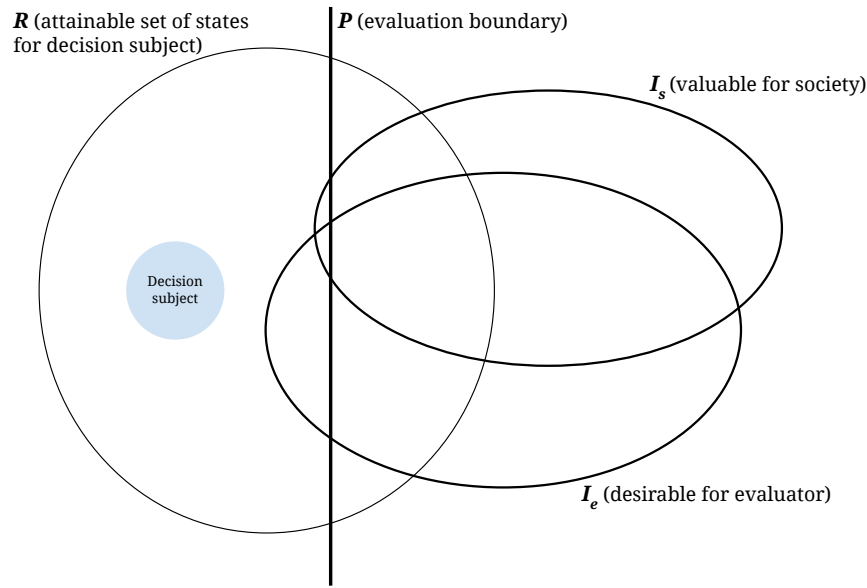 R (attainable set of states
for decision subject)
P (evaluation boundary)
I_s (valuable for society)
Decision
subject
I_e (desirable for evaluator)